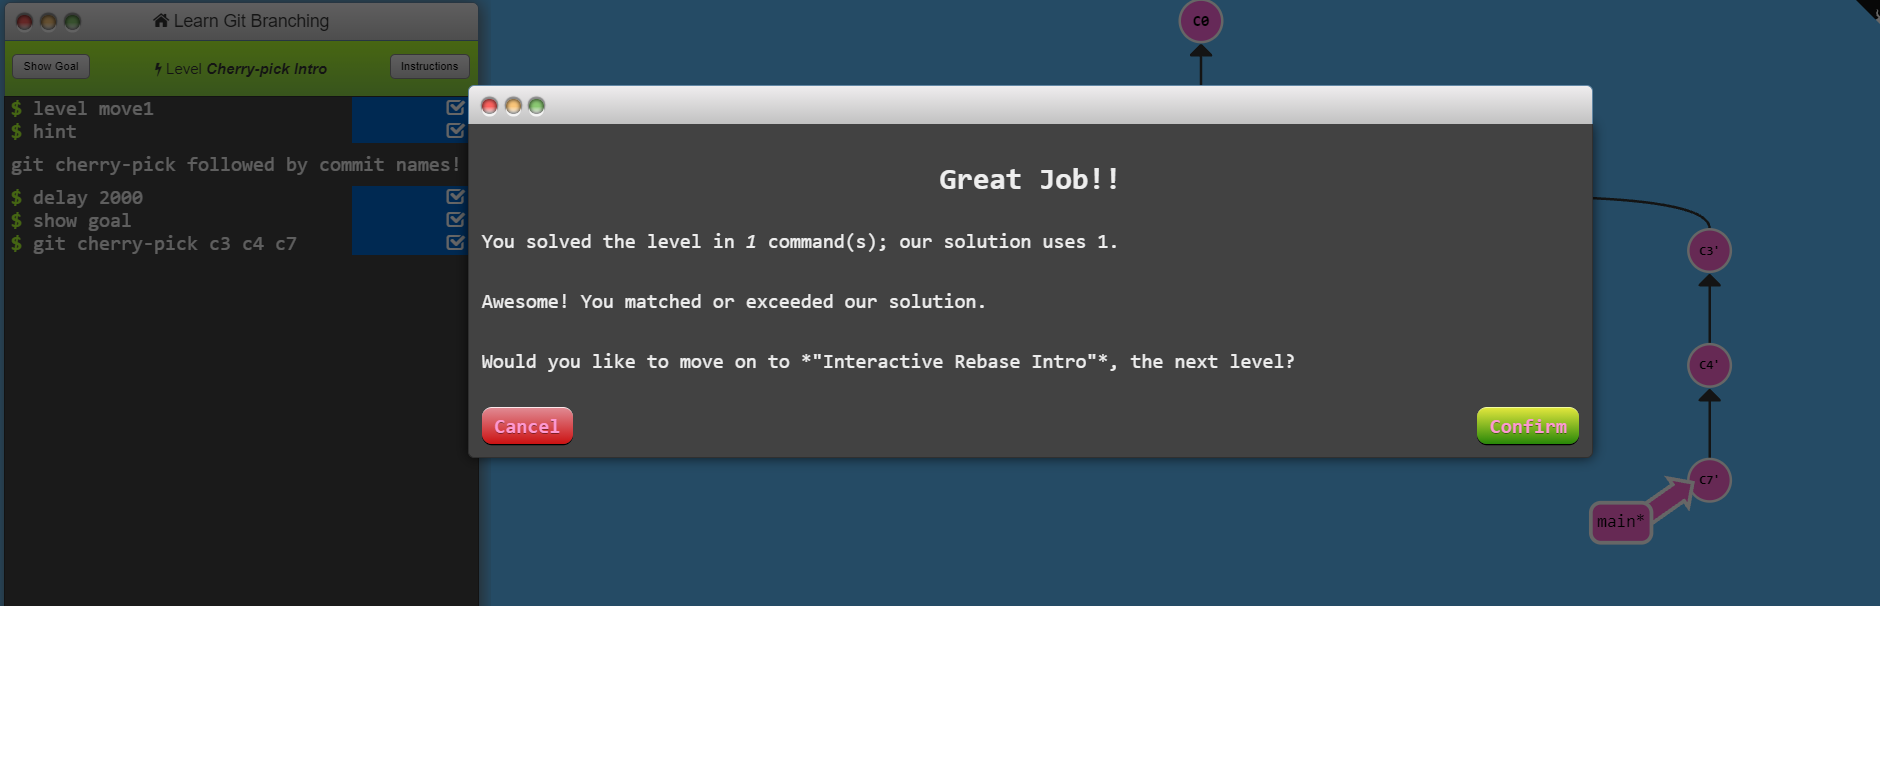 Learn Git Branching
Show Goal
Level Cherry-pick Intro
Instructions
$ level move1
$ hint
git cherry-pick followed by commit names!
$ delay 2000
$ show goal
$ git cherry-pick c3 c4 c7
C0
Great Job!!
You solved the level in 1 command(s); our solution uses 1.
Awesome! You matched or exceeded our solution.
Would you like to move on to *"Interactive Rebase Intro"*, the next level?
Cancel
Confirm
C3'
C4'
C7'
main*